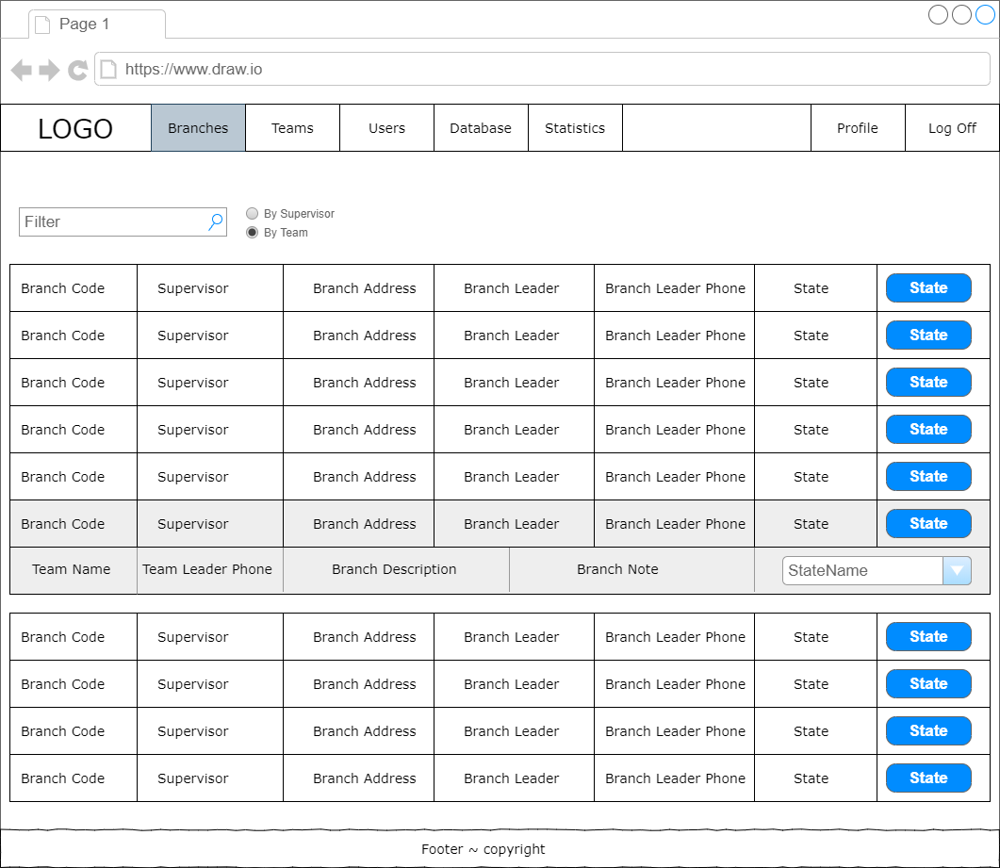 Page 1
https://www.draw.io
LOGO Branches Teams Users Database Statistics Profile Log Off
Filter By Supervisor
By Team
Branch Code Supervisor Branch Address Branch Leader Branch Leader Phone State State
Branch Code Supervisor Branch Address Branch Leader Branch Leader Phone State State
Branch Code Supervisor Branch Address Branch Leader Branch Leader Phone State State
Branch Code Supervisor Branch Address Branch Leader Branch Leader Phone State State
Branch Code Supervisor Branch Address Branch Leader Branch Leader Phone State State
Branch Code Supervisor Branch Address Branch Leader Branch Leader Phone State State
Team Name Team Leader Phone Branch Description Branch Note StateName
Branch Code Supervisor Branch Address Branch Leader Branch Leader Phone State State
Branch Code Supervisor Branch Address Branch Leader Branch Leader Phone State State
Branch Code Supervisor Branch Address Branch Leader Branch Leader Phone State State
Branch Code Supervisor Branch Address Branch Leader Branch Leader Phone State State
Footer ~ copyright